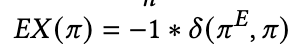 EX(π) = −1 * δ(π^E, π)